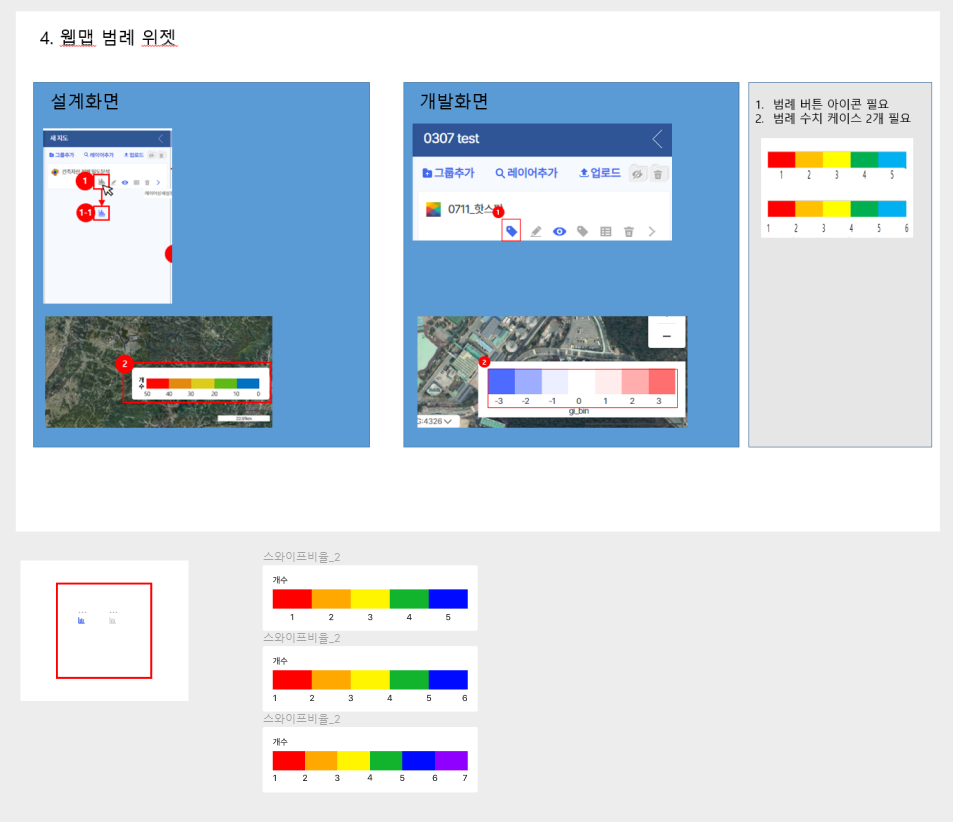 4. 웹맵 범례 위젯
설계화면
새 지도
그룹추가
레이어추가
업로드
1
1-1
2
개수
50 40 30 20 10 0
개발화면
0307 test
그룹추가
레이어추가
업로드
0711_핫스
1
2
-3 -2 -1 0 1 2 3
gi_bin
G:4326
1. 범례 버튼 아이콘 필요
2. 범례 수치 케이스 2개 필요
1 2 3 4 5
1 2 3 4 5 6
스와이프비율_2
개수
1 2 3 4 5
스와이프비율_2
개수
1 2 3 4 5 6
스와이프비율_2
개수
1 2 3 4 5 6 7